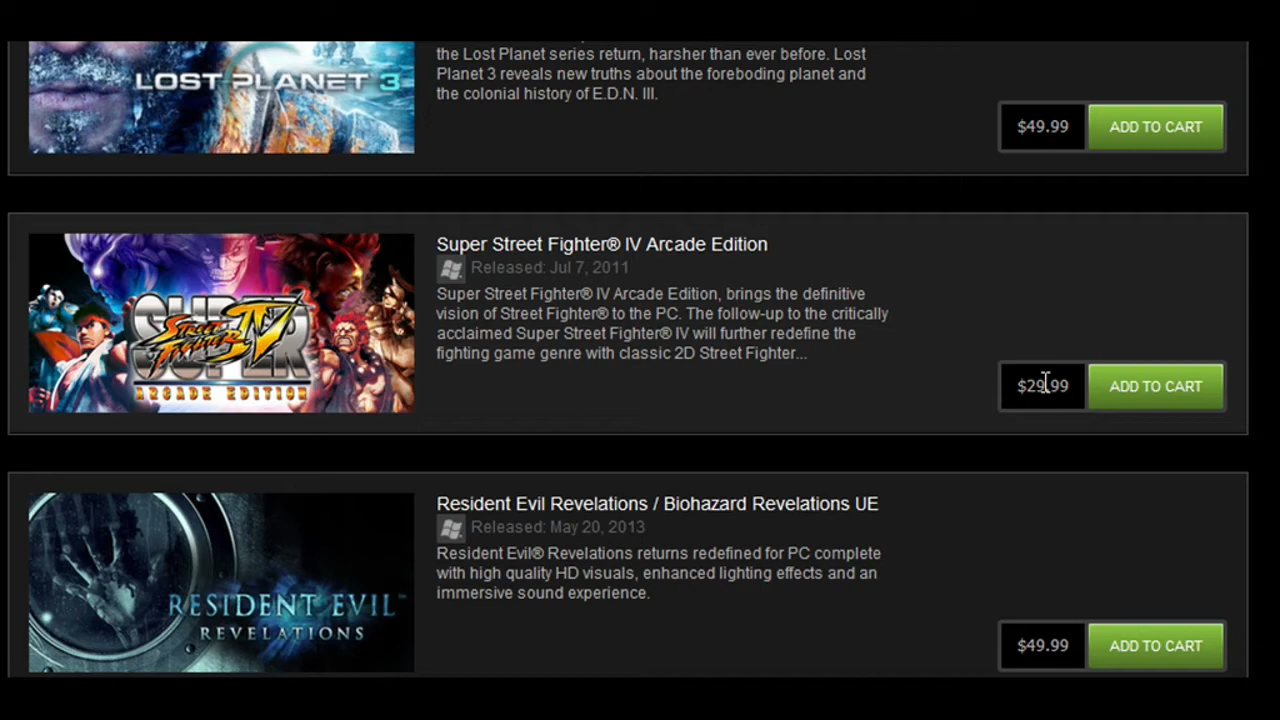 the Lost Planet series return, harsher than ever before. Lost
Planet 3 reveals new truths about the foreboding planet and
the colonial history of E.D.N. III.
LOST PLANET 3
$49.99 ADD TO CART
Super Street Fighter® IV Arcade Edition
Released: Jul 7, 2011
Super Street Fighter® IV Arcade Edition, brings the definitive
vision of Street Fighter® to the PC. The follow-up to the critically
acclaimed Super Street Fighter® IV will further redefine the
fighting game genre with classic 2D Street Fighter...
SUPER
STREET FIGHTER IV
ARCADE EDITION
$29.99 ADD TO CART
Resident Evil Revelations / Biohazard Revelations UE
Released: May 20, 2013
Resident Evil® Revelations returns redefined for PC complete
with high quality HD visuals, enhanced lighting effects and an
immersive sound experience.
RESIDENT EVIL™
REVELATIONS
$49.99 ADD TO CART